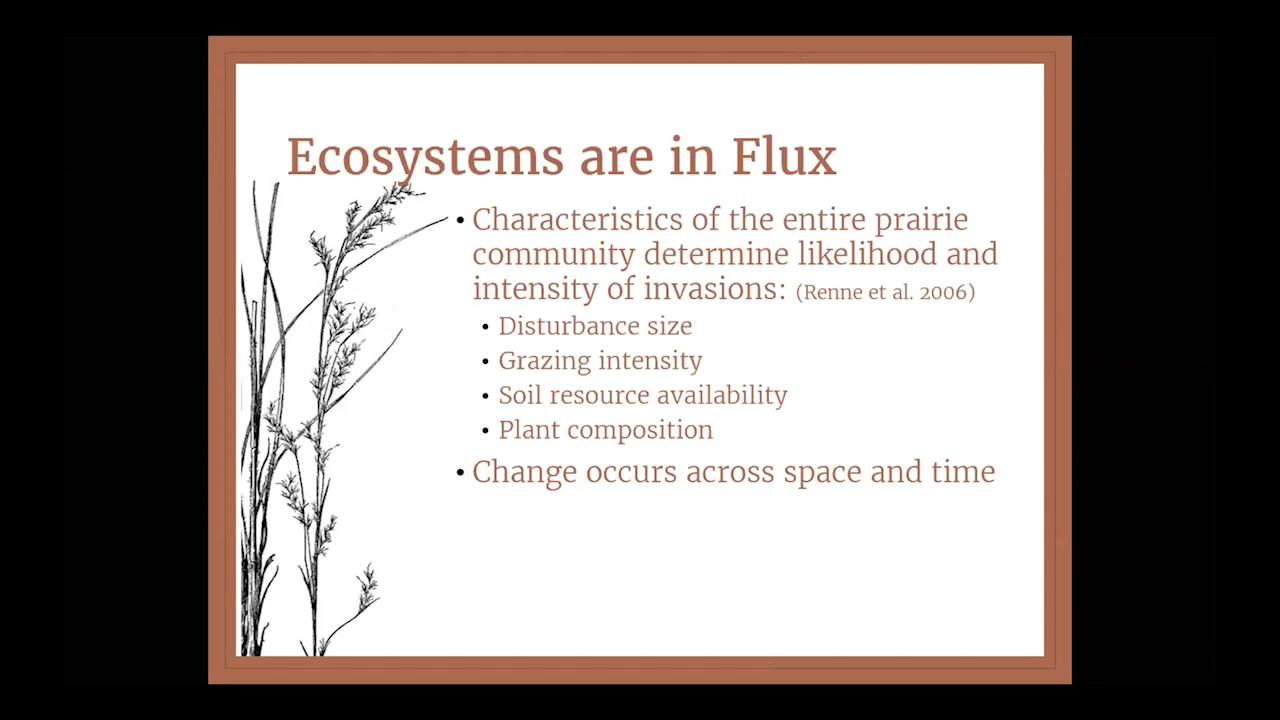 Ecosystems are in Flux
• Characteristics of the entire prairie
community determine likelihood and
intensity of invasions: (Renne et al. 2006)
• Disturbance size
• Grazing intensity
• Soil resource availability
• Plant composition
• Change occurs across space and time